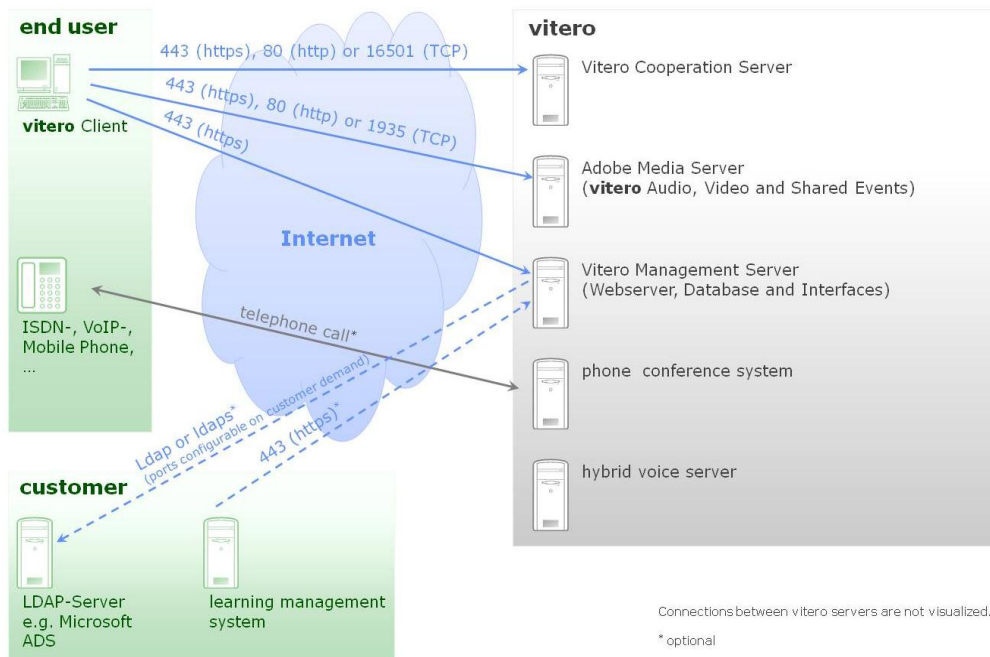 end user
vitero Client
ISDN-, VoIP-,
Mobile Phone,
...
443 (https), 80 (http) or 16501 (TCP)
443 (https), 80 (http) or 1935 (TCP)
443 (https)
Internet
telephone call*
Ldap or ldaps*
(ports configurable on customer demand)
443 (https)*
vitero
Vitero Cooperation Server
Adobe Media Server
(vitero Audio, Video and Shared Events)
Vitero Management Server
(Webserver, Database and Interfaces)
phone conference system
hybrid voice server
customer
LDAP-Server
e.g. Microsoft
ADS
learning management
system
Connections between vitero servers are not visualized.
* optional